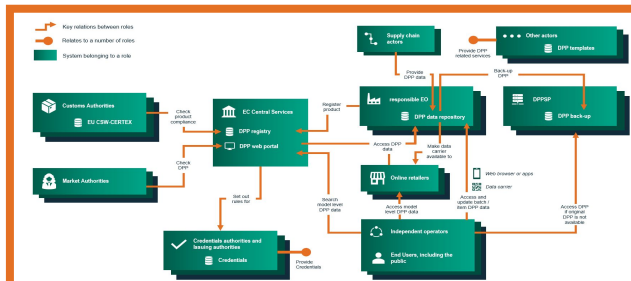 Key relations between roles
Relates to a number of roles
System belonging to a role
Supply chain
actors
Other actors
DPP templates
Provide DPP
related services
Provide
DPP data
Back-up
DPP
Customs Authorities
EU CSW-CERTEX
Check
product
compliance
EC Central Services
DPP registry
DPP web portal
Register
product
responsible EO
DPP data repository
DPPSP
DPP back-up
Access DPP
data
Make data
carrier
available to
Market Authorities
Check
DPP
Online retailers
Web browser or apps
Data carrier
Set out
rules for
Search
model level
DPP data
Access model
level DPP data
Access and
update batch /
item DPP data
Access DPP
if original
DPP is not
available
Credentials authorities and
Issuing authorities
Credentials
Provide
Credentials
Independent operators
End Users, including the
public